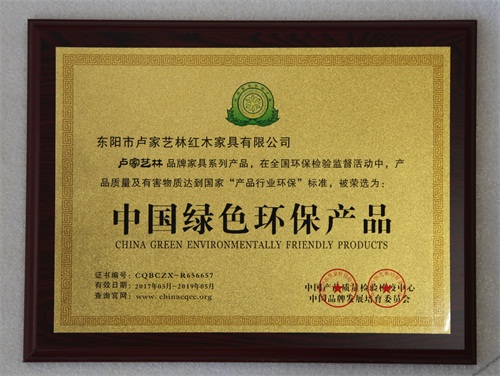 东阳市卢家艺林红木家具有限公司
卢家艺林 品牌家具系列产品，在全国环保检验监督活动中，产
品质量及有害物质达到国家“产品行业环保”标准，被荣选为：
中国绿色环保产品
CHINA GREEN ENVIRONMENTALLY FRIENDLY PRODUCTS
证书编号：CQBCZX-R656657
有效日期：2017年05月-2019年05月
查询官网：www.chinacqcc.org
中国产品质量检验检疫中心
中国品牌发展培育委员会